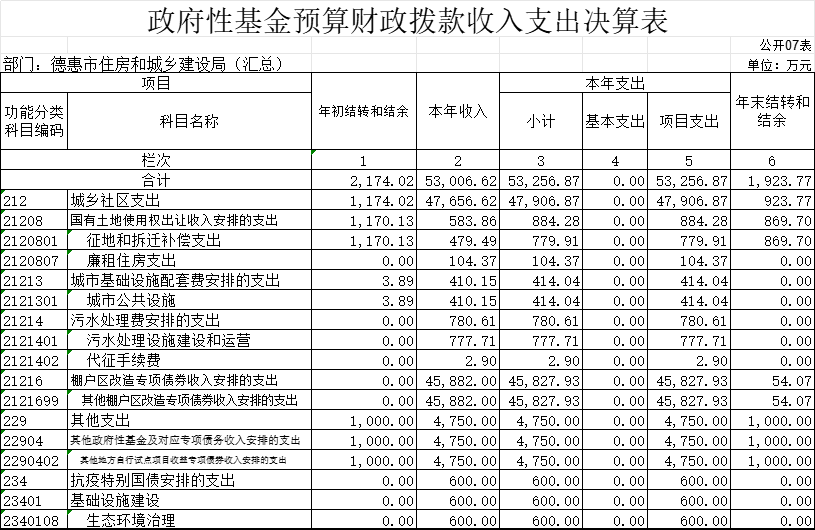 政府性基金预算财政拨款收入支出决算表
公开07表
部门：德惠市住房和城乡建设局（汇总） 单位：万元
项目 年初结转和结余 本年收入 本年支出 年末结转和结余
功能分类科目编码 科目名称 小计 基本支出 项目支出
栏次 1 2 3 4 5 6
合计 2,174.02 53,006.62 53,256.87 0.00 53,256.87 1,923.77
212 城乡社区支出 1,174.02 47,656.62 47,906.87 0.00 47,906.87 923.77
21208 国有土地使用权出让收入安排的支出 1,170.13 583.86 884.28 0.00 884.28 869.70
2120801 征地和拆迁补偿支出 1,170.13 479.49 779.91 0.00 779.91 869.70
2120807 廉租住房支出 0.00 104.37 104.37 0.00 104.37 0.00
21213 城市基础设施配套费安排的支出 3.89 410.15 414.04 0.00 414.04 0.00
2121301 城市公共设施 3.89 410.15 414.04 0.00 414.04 0.00
21214 污水处理费安排的支出 0.00 780.61 780.61 0.00 780.61 0.00
2121401 污水处理设施建设和运营 0.00 777.71 777.71 0.00 777.71 0.00
2121402 代征手续费 0.00 2.90 2.90 0.00 2.90 0.00
21216 棚户区改造专项债券收入安排的支出 0.00 45,882.00 45,827.93 0.00 45,827.93 54.07
2121699 其他棚户区改造专项债券收入安排的支出 0.00 45,882.00 45,827.93 0.00 45,827.93 54.07
229 其他支出 1,000.00 4,750.00 4,750.00 0.00 4,750.00 1,000.00
22904 其他政府性基金及对应专项债务收入安排的支出 1,000.00 4,750.00 4,750.00 0.00 4,750.00 1,000.00
2290402 其他地方自行试点项目收益专项债券收入安排的支出 1,000.00 4,750.00 4,750.00 0.00 4,750.00 1,000.00
234 抗疫特别国债安排的支出 0.00 600.00 600.00 0.00 600.00 0.00
23401 基础设施建设 0.00 600.00 600.00 0.00 600.00 0.00
2340108 生态环境治理 0.00 600.00 600.00 0.00 600.00 0.00